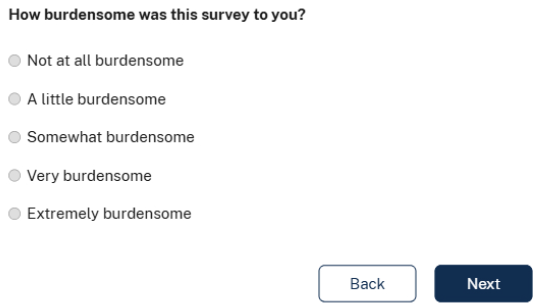 How burdensome was this survey to you?
Not at all burdensome
A little burdensome
Somewhat burdensome
Very burdensome
Extremely burdensome
Back Next